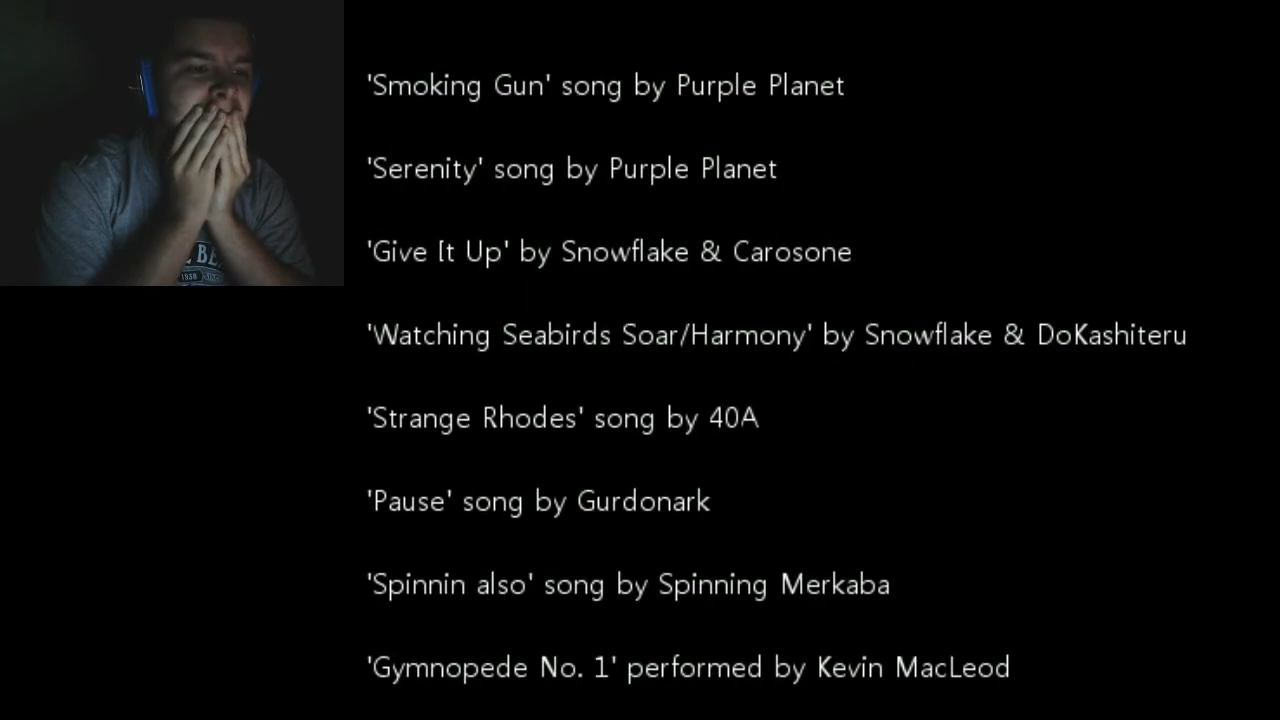 'Smoking Gun' song by Purple Planet
'Serenity' song by Purple Planet
'Give It Up' by Snowflake & Carosone
'Watching Seabirds Soar/Harmony' by Snowflake & DoKashiteru
'Strange Rhodes' song by 40A
'Pause' song by Gurdonark
'Spinnin also' song by Spinning Merkaba
'Gymnopede No. 1' performed by Kevin MacLeod
1938